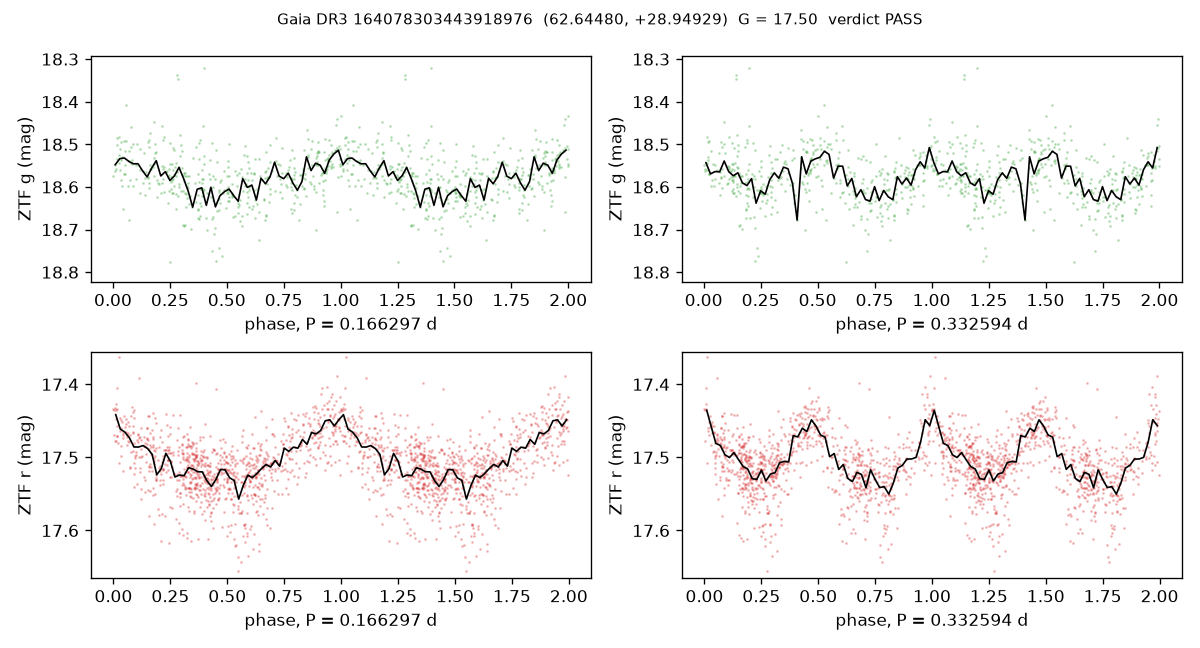 Gaia DR3 164078303443918976  (62.64480, +28.94929)  G = 17.50  verdict PASS
18.3
18.4
18.5
18.6
18.7
18.8
ZTF g (mag)
0.00 0.25 0.50 0.75 1.00 1.25 1.50 1.75 2.00
phase, P = 0.166297 d
18.3
18.4
18.5
18.6
18.7
18.8
ZTF g (mag)
0.00 0.25 0.50 0.75 1.00 1.25 1.50 1.75 2.00
phase, P = 0.332594 d
17.4
17.5
17.6
ZTF r (mag)
0.00 0.25 0.50 0.75 1.00 1.25 1.50 1.75 2.00
phase, P = 0.166297 d
17.4
17.5
17.6
ZTF r (mag)
0.00 0.25 0.50 0.75 1.00 1.25 1.50 1.75 2.00
phase, P = 0.332594 d